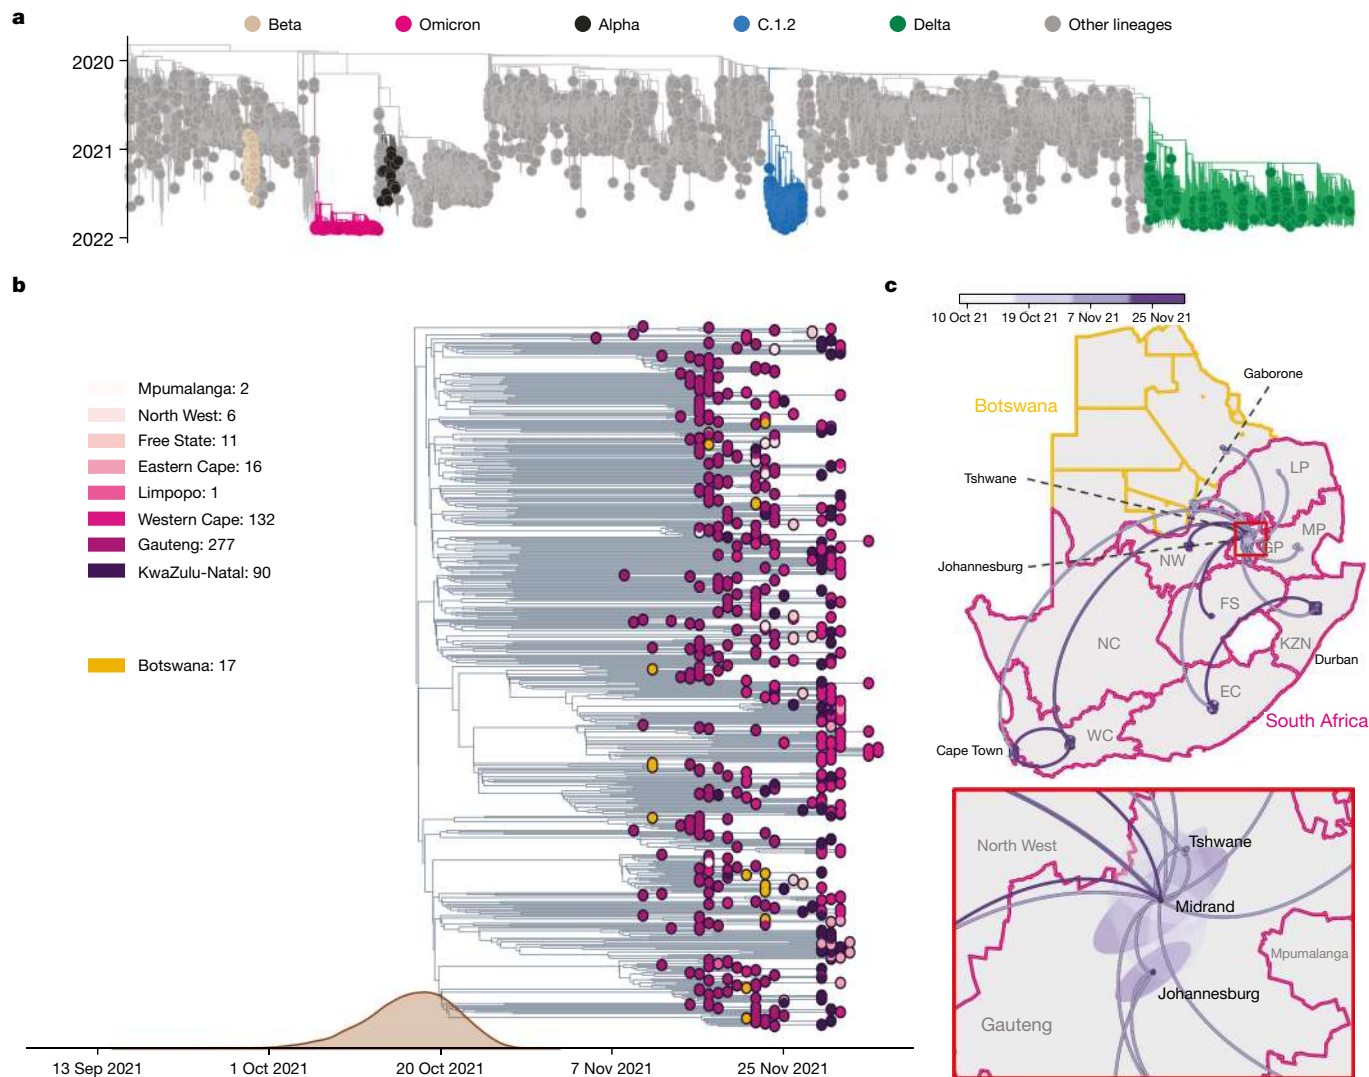 a
Beta
Omicron
Alpha
C.1.2
Delta
Other lineages
2020
2021
2022
b
Mpumalanga: 2
North West: 6
Free State: 11
Eastern Cape: 16
Limpopo: 1
Western Cape: 132
Gauteng: 277
KwaZulu-Natal: 90
Botswana: 17
13 Sep 2021
1 Oct 2021
20 Oct 2021
7 Nov 2021
25 Nov 2021
c
10 Oct 21
19 Oct 21
7 Nov 21
25 Nov 21
Gaborone
Botswana
Tshwane
LP
MP
GP
NW
Johannesburg
FS
NC
KZN
Durban
EC
South Africa
WC
Cape Town
North West
Tshwane
Midrand
Mpumalanga
Johannesburg
Gauteng